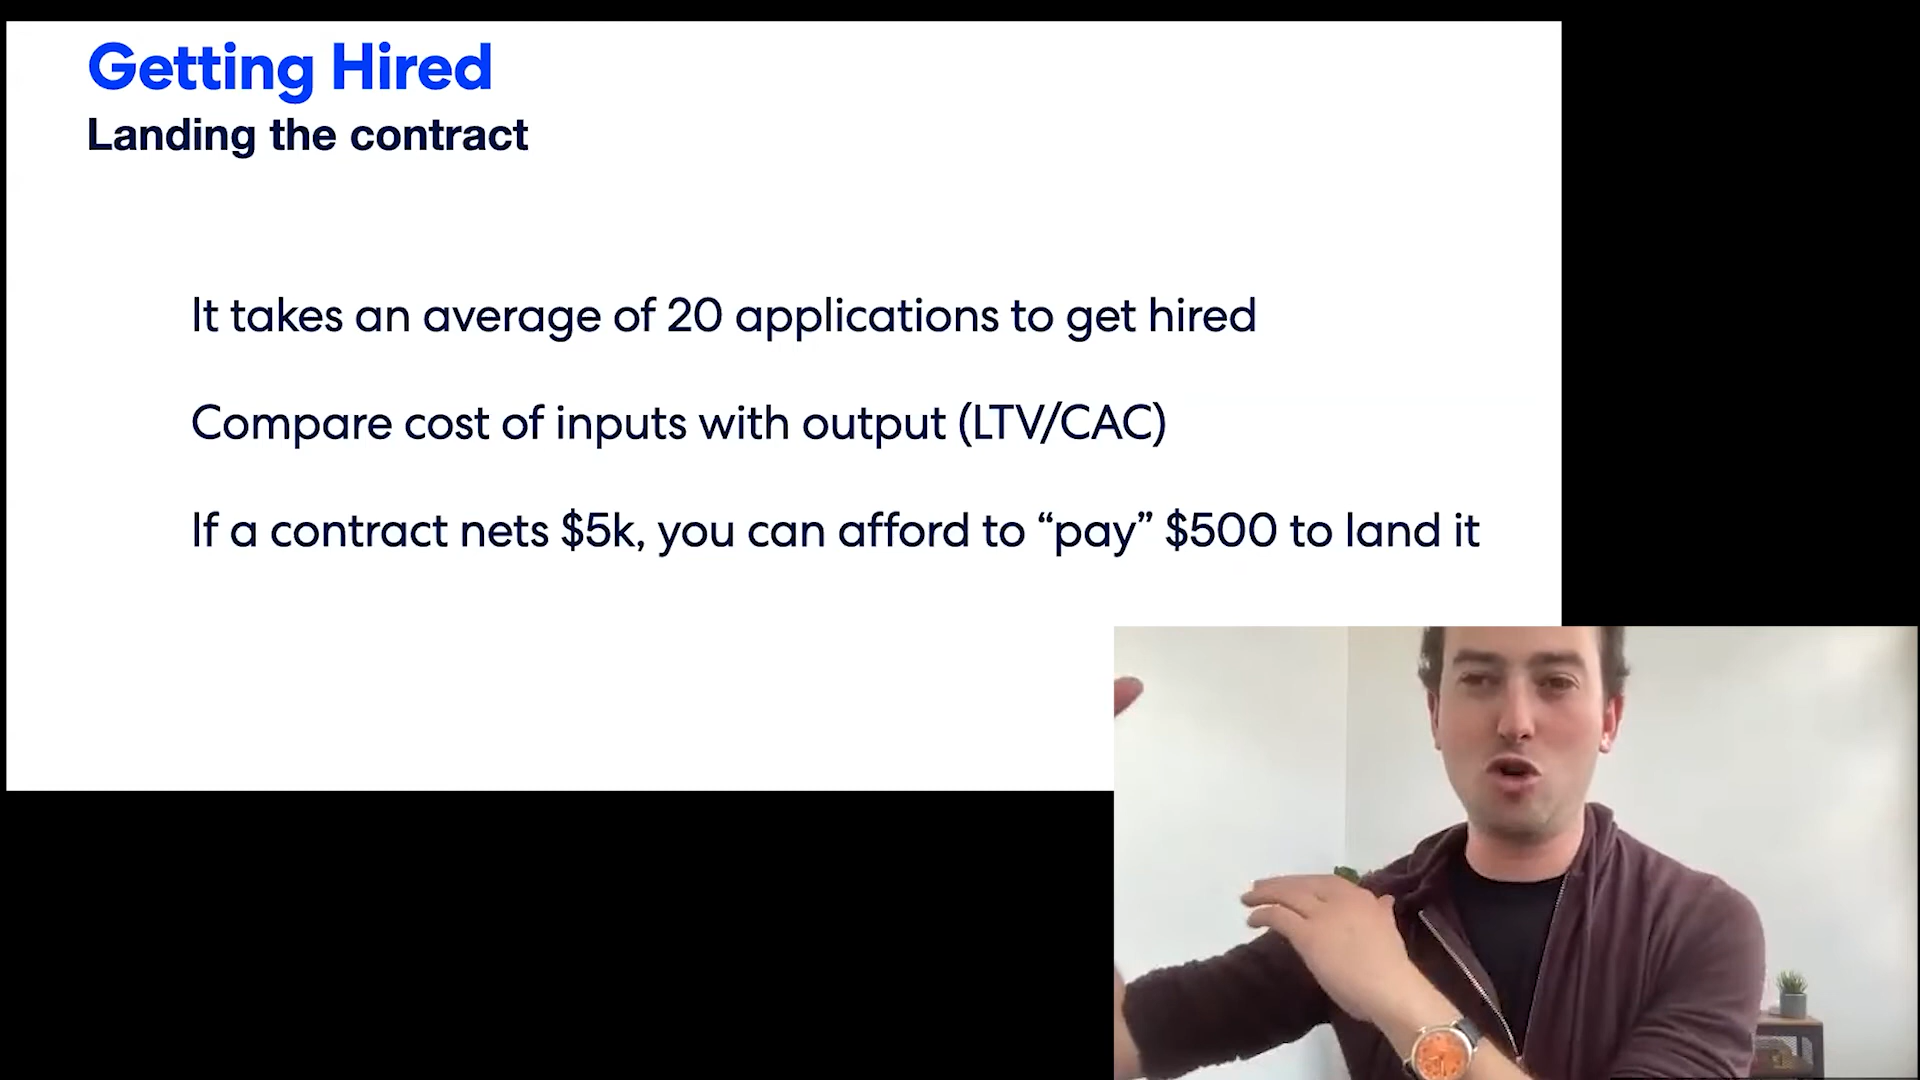 Getting Hired
Landing the contract
It takes an average of 20 applications to get hired
Compare cost of inputs with output (LTV/CAC)
If a contract nets $5k, you can afford to “pay” $500 to land it